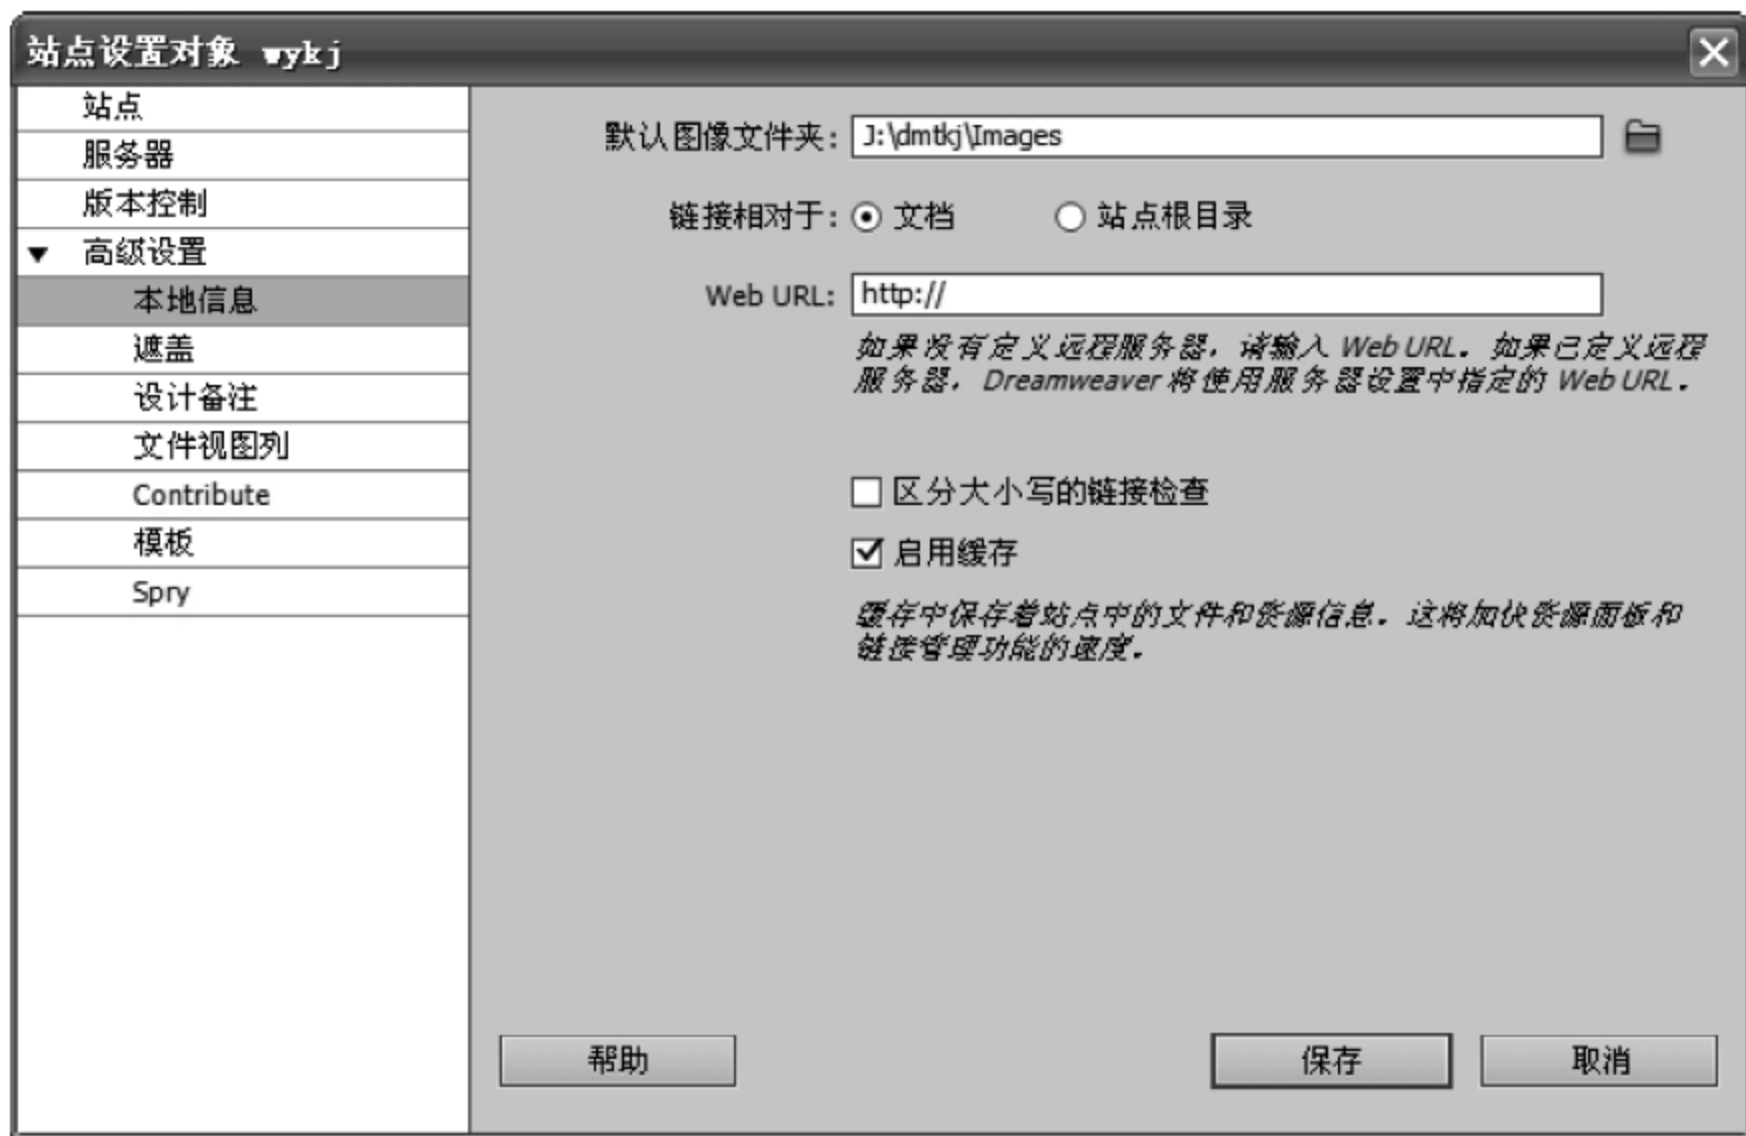 站点设置对象 wykj
站点
服务器
版本控制
高级设置
本地信息
遮盖
设计备注
文件视图列
Contribute
模板
Spry
默认图像文件夹: J:\dmtkj\Images
链接相对于: 文档 站点根目录
Web URL: http://
如果没有定义远程服务器，请输入 Web URL。如果已定义远程
服务器，Dreamweaver 将使用服务器设置中指定的 Web URL。
区分大小写的链接检查
启用缓存
缓存中保存着站点中的文件和资源信息。这将加快资源面板和
链接管理功能的速度。
帮助 保存 取消